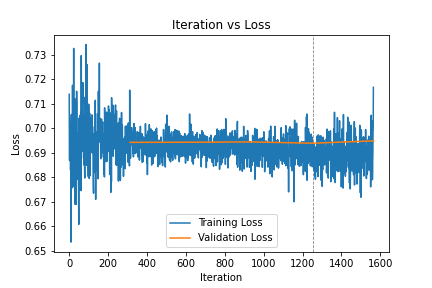 Iteration vs Loss
Loss
0.73
0.72
0.71
0.70
0.69
0.68
0.67
0.66
0.65
Training Loss
Validation Loss
0 200 400 600 800 1000 1200 1400 1600
Iteration